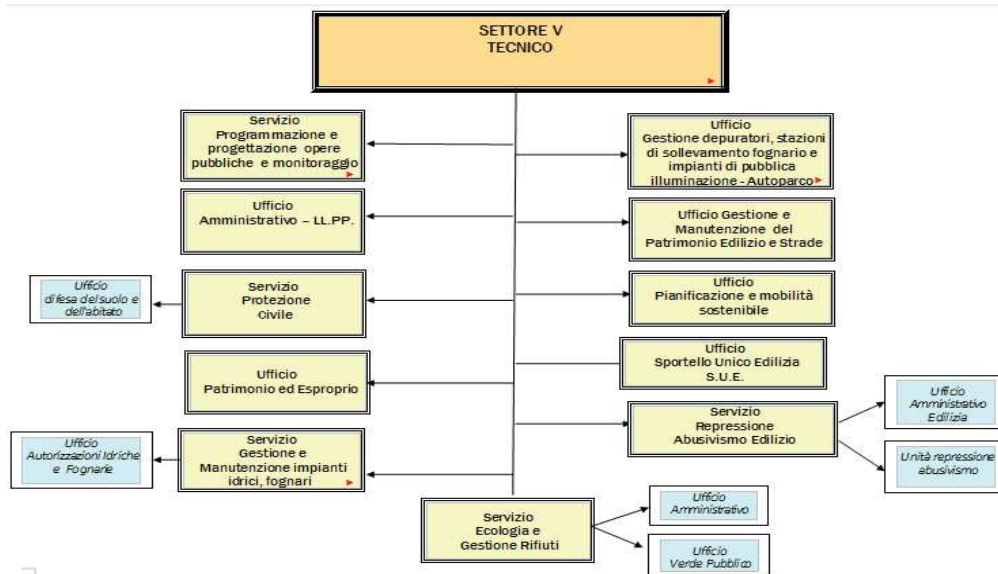 SETTORE V
TECNICO
Servizio
Programmazione e
progettazione opere
pubbliche e monitoraggio
Ufficio
Gestione depuratori, stazioni
di sollevamento fognario e
impianti di pubblica
illuminazione - Autoparco
Ufficio
Amministrativo – LL.PP.
Ufficio Gestione e
Manutenzione del
Patrimonio Edilizio e Strade
Ufficio
difesa del suolo e
dell'abitato
Servizio
Protezione
Civile
Ufficio
Pianificazione e mobilità
sostenibile
Ufficio
Patrimonio ed Esproprio
Ufficio
Sportello Unico Edilizia
S.U.E.
Ufficio
Autorizzazioni Idriche
e Fognarie
Servizio
Gestione e
Manutenzione impianti
idrici, fognari
Servizio
Repressione
Abusivismo Edilizio
Ufficio
Amministrativo
Edilizia
Unità repressione
abusivismo
Servizio
Ecologia e
Gestione Rifiuti
Ufficio
Amministrativo
Ufficio
Verde Pubblico